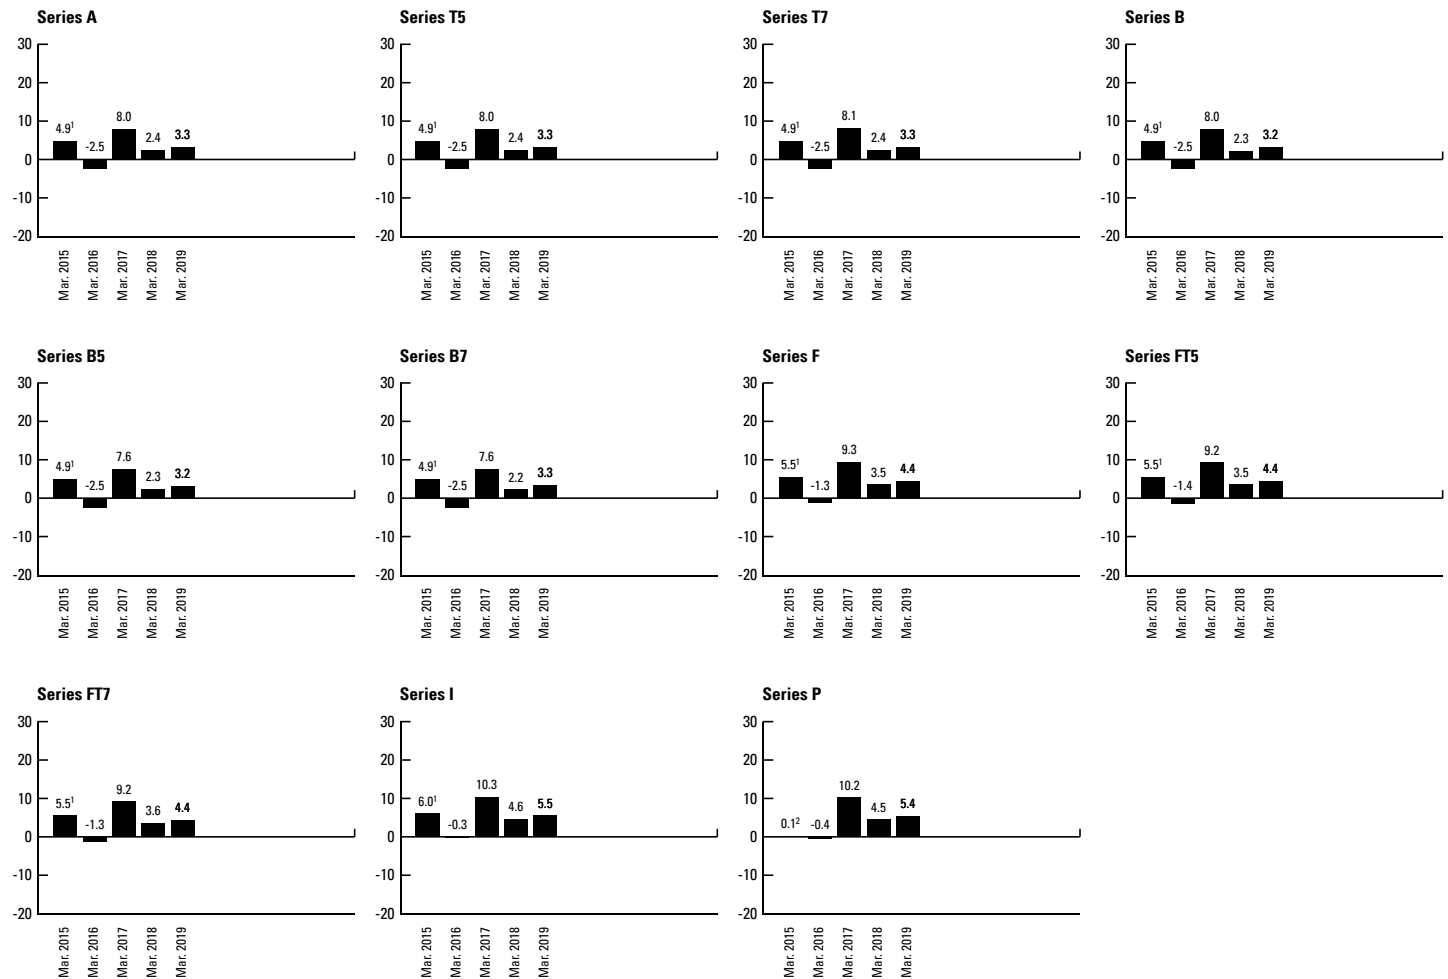 Series A
30
20
10
0
-10
-20
4.9¹
-2.5
8.0
2.4
3.3
Mar. 2015
Mar. 2016
Mar. 2017
Mar. 2018
Mar. 2019
Series T5
30
20
10
0
-10
-20
4.9¹
-2.5
8.0
2.4
3.3
Mar. 2015
Mar. 2016
Mar. 2017
Mar. 2018
Mar. 2019
Series T7
30
20
10
0
-10
-20
4.9¹
-2.5
8.1
2.4
3.3
Mar. 2015
Mar. 2016
Mar. 2017
Mar. 2018
Mar. 2019
Series B
30
20
10
0
-10
-20
4.9¹
-2.5
8.0
2.3
3.2
Mar. 2015
Mar. 2016
Mar. 2017
Mar. 2018
Mar. 2019
Series B5
30
20
10
0
-10
-20
4.9¹
-2.5
7.6
2.3
3.2
Mar. 2015
Mar. 2016
Mar. 2017
Mar. 2018
Mar. 2019
Series B7
30
20
10
0
-10
-20
4.9¹
-2.5
7.6
2.2
3.3
Mar. 2015
Mar. 2016
Mar. 2017
Mar. 2018
Mar. 2019
Series F
30
20
10
0
-10
-20
5.5¹
-1.3
9.3
3.5
4.4
Mar. 2015
Mar. 2016
Mar. 2017
Mar. 2018
Mar. 2019
Series FT5
30
20
10
0
-10
-20
5.5¹
-1.4
9.2
3.5
4.4
Mar. 2015
Mar. 2016
Mar. 2017
Mar. 2018
Mar. 2019
Series FT7
30
20
10
0
-10
-20
5.5¹
-1.3
9.2
3.6
4.4
Mar. 2015
Mar. 2016
Mar. 2017
Mar. 2018
Mar. 2019
Series I
30
20
10
0
-10
-20
6.0¹
-0.3
10.3
4.6
5.5
Mar. 2015
Mar. 2016
Mar. 2017
Mar. 2018
Mar. 2019
Series P
30
20
10
0
-10
-20
0.1²
-0.4
10.2
4.5
5.4
Mar. 2015
Mar. 2016
Mar. 2017
Mar. 2018
Mar. 2019